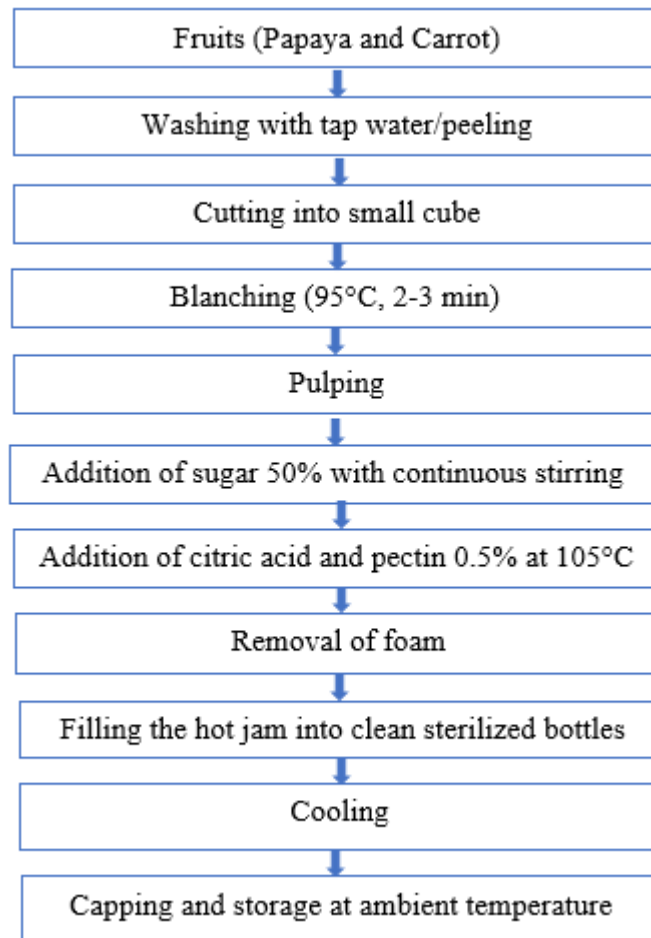 Fruits (Papaya and Carrot)
Washing with tap water/peeling
Cutting into small cube
Blanching (95°C, 2-3 min)
Pulping
Addition of sugar 50% with continuous stirring
Addition of citric acid and pectin 0.5% at 105°C
Removal of foam
Filling the hot jam into clean sterilized bottles
Cooling
Capping and storage at ambient temperature